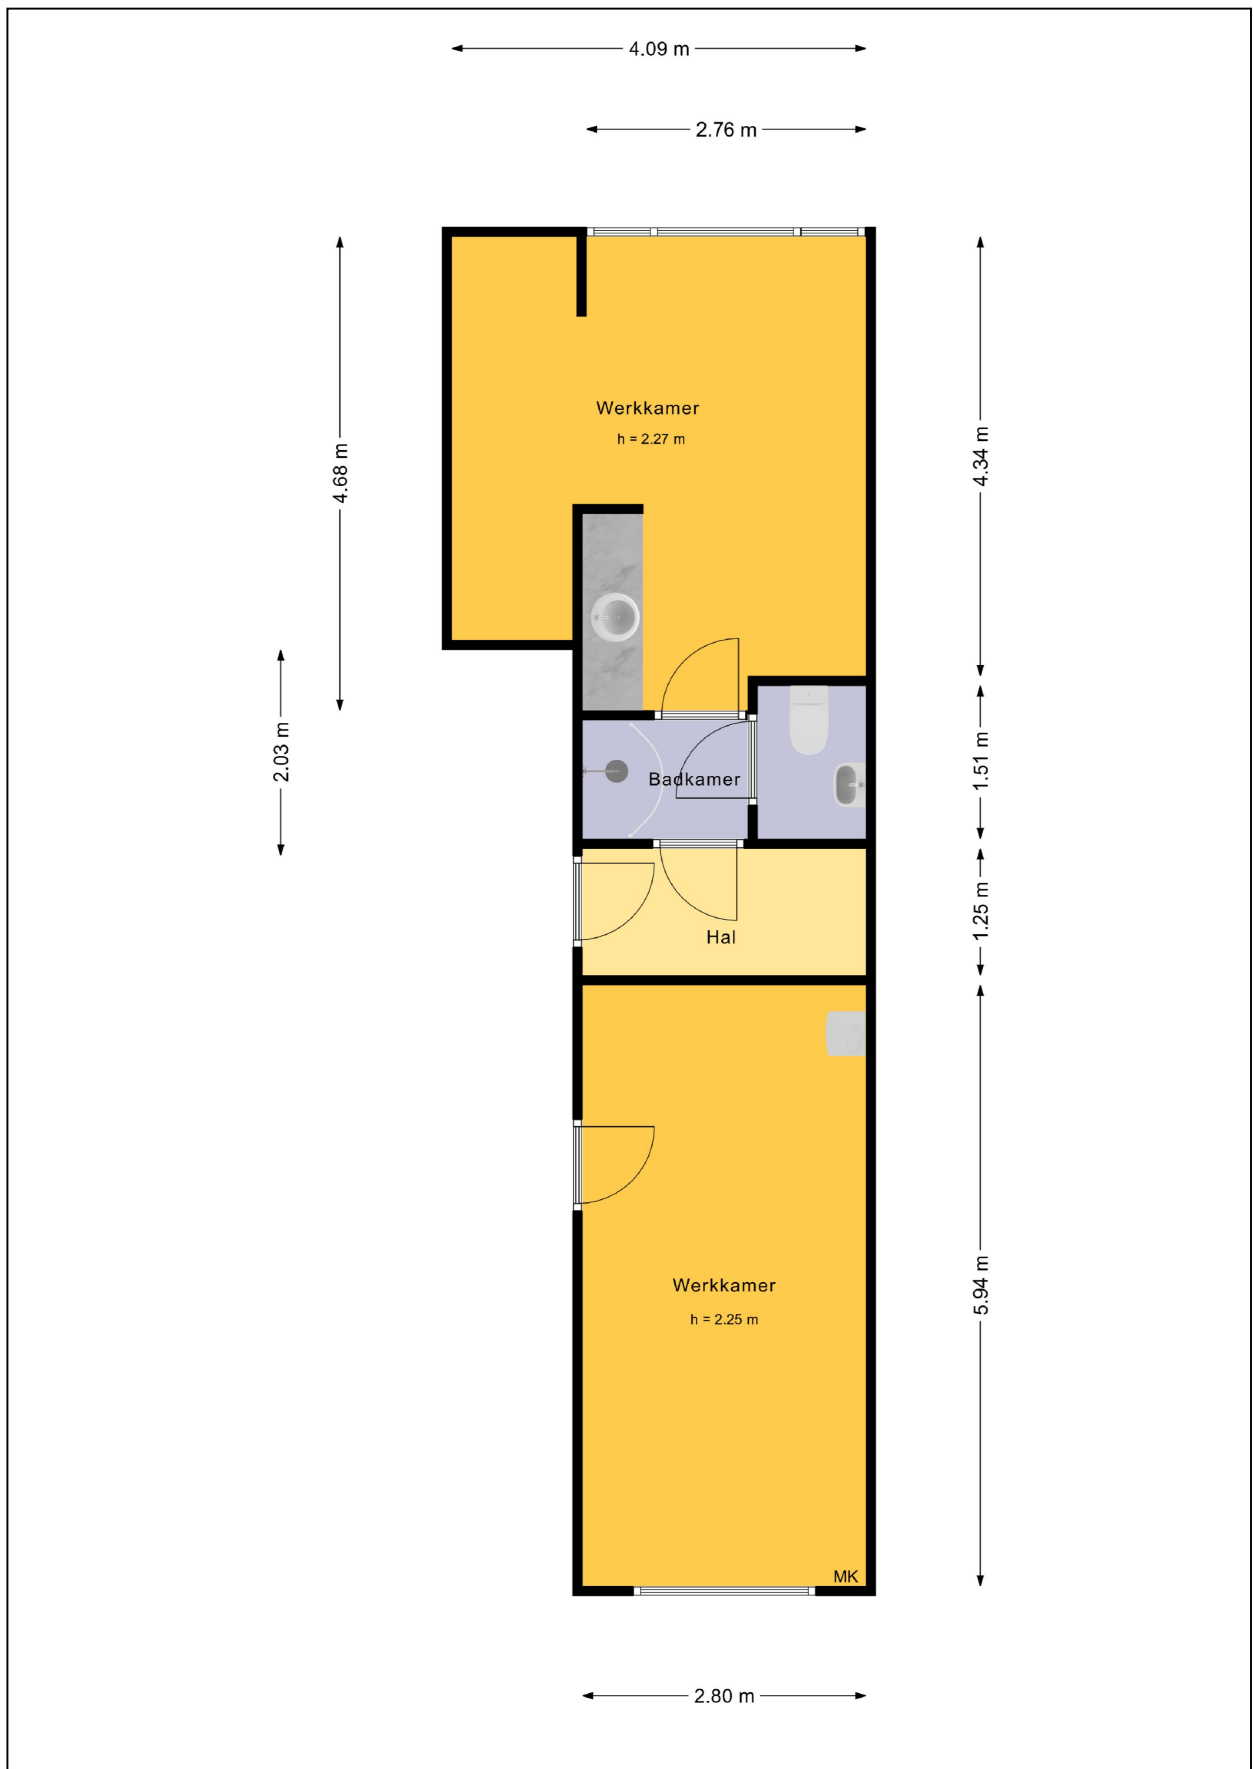 4.09 m
2.76 m
Werkkamer
h = 2.27 m
4.34 m
4.68 m
2.03 m
1.51 m
Badkamer
1.25 m
Hal
5.94 m
Werkkamer
h = 2.25 m
MK
2.80 m